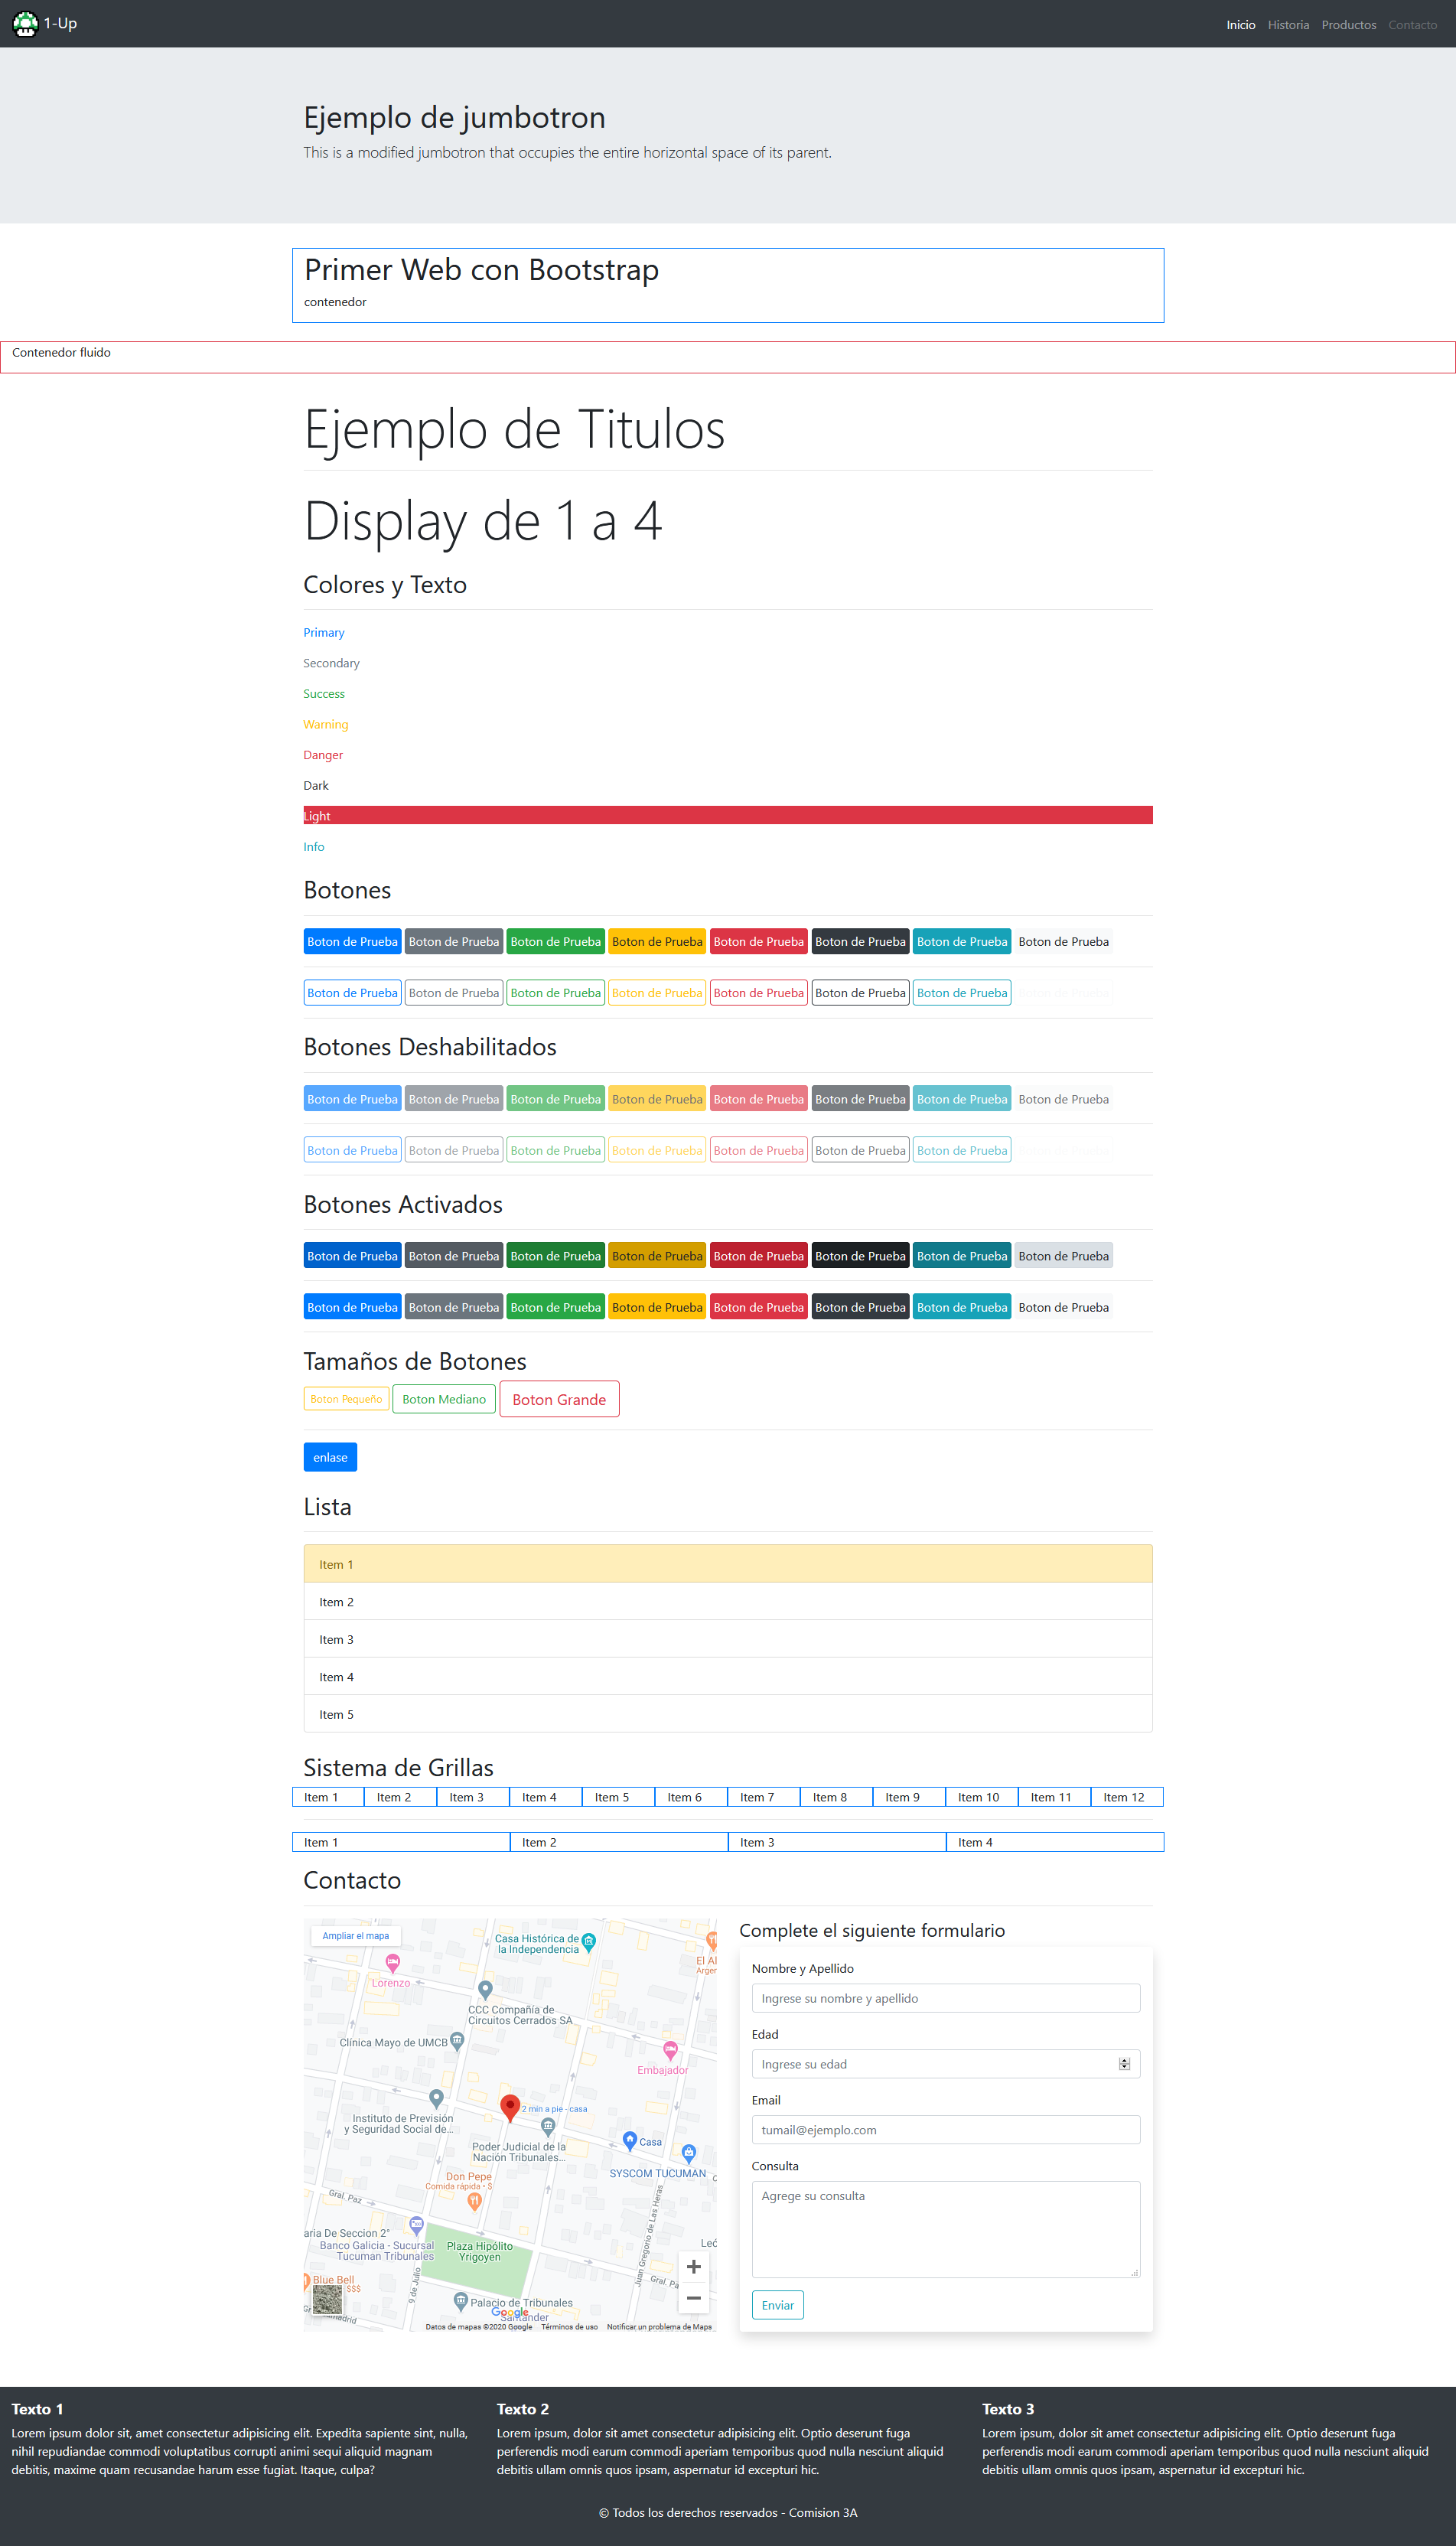 1-Up
Inicio Historia Productos Contacto
Ejemplo de jumbotron
This is a modified jumbotron that occupies the entire horizontal space of its parent.
Primer Web con Bootstrap
contenedor
Contenedor fluido
Ejemplo de Titulos
Display de 1 a 4
Colores y Texto
Primary
Secondary
Success
Warning
Danger
Dark
Light
Info
Botones
Boton de Prueba Boton de Prueba Boton de Prueba Boton de Prueba Boton de Prueba Boton de Prueba Boton de Prueba Boton de Prueba
Boton de Prueba Boton de Prueba Boton de Prueba Boton de Prueba Boton de Prueba Boton de Prueba Boton de Prueba
Botones Deshabilitados
Boton de Prueba Boton de Prueba Boton de Prueba Boton de Prueba Boton de Prueba Boton de Prueba Boton de Prueba Boton de Prueba
Boton de Prueba Boton de Prueba Boton de Prueba Boton de Prueba Boton de Prueba Boton de Prueba Boton de Prueba
Botones Activados
Boton de Prueba Boton de Prueba Boton de Prueba Boton de Prueba Boton de Prueba Boton de Prueba Boton de Prueba Boton de Prueba
Boton de Prueba Boton de Prueba Boton de Prueba Boton de Prueba Boton de Prueba Boton de Prueba Boton de Prueba Boton de Prueba
Tamaños de Botones
Boton Pequeño Boton Mediano Boton Grande
enlase
Lista
Item 1
Item 2
Item 3
Item 4
Item 5
Sistema de Grillas
Item 1 Item 2 Item 3 Item 4 Item 5 Item 6 Item 7 Item 8 Item 9 Item 10 Item 11 Item 12
Item 1 Item 2 Item 3 Item 4
Contacto
Ampliar el mapa
Casa Histórica de
la Independencia
El Al
Argen
Lorenzo
CCC Compañía de
Circuitos Cerrados SA
Clínica Mayo de UMCB
Embajador
2 min a pie - casa
Instituto de Previsión
y Seguridad Social de...
Poder Judicial de la
Nación Tribunales...
Casa
SYSCOM TUCUMAN
Don Pepe
Comida rápida • $
Gral. Paz
Juan Gregorio de Las Heras
aria De Seccion 2°
Banco Galicia - Sucursal
Tucuman Tribunales
Plaza Hipólito
Yrigoyen
Leó
Blue Bell
$$$
9 de Julio
Gral. Pa
madrid
Palacio de Tribunales
Santander
Google
Datos de mapas ©2020 Google Términos de uso Notificar un problema de Maps
Complete el siguiente formulario
Nombre y Apellido
Ingrese su nombre y apellido
Edad
Ingrese su edad
Email
tumail@ejemplo.com
Consulta
Agrege su consulta
Enviar
Texto 1
Lorem ipsum dolor sit, amet consectetur adipisicing elit. Expedita sapiente sint, nulla,
nihil repudiandae commodi voluptatibus corrupti animi sequi aliquid magnam
debitis, maxime quam recusandae harum esse fugiat. Itaque, culpa?
Texto 2
Lorem ipsum, dolor sit amet consectetur adipisicing elit. Optio deserunt fuga
perferendis modi earum commodi aperiam temporibus quod nulla nesciunt aliquid
debitis ullam omnis quos ipsam, aspernatur id excepturi hic.
Texto 3
Lorem ipsum, dolor sit amet consectetur adipisicing elit. Optio deserunt fuga
perferendis modi earum commodi aperiam temporibus quod nulla nesciunt aliquid
debitis ullam omnis quos ipsam, aspernatur id excepturi hic.
© Todos los derechos reservados - Comision 3A